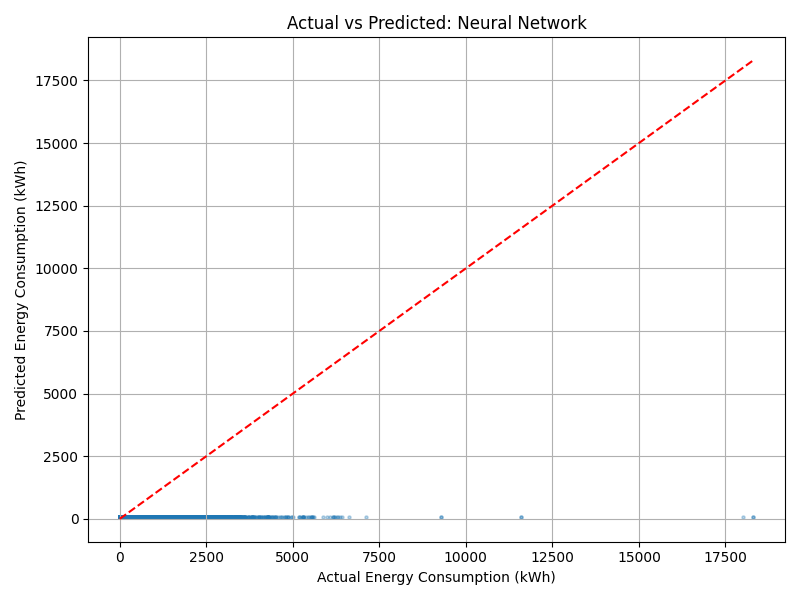 Actual vs Predicted: Neural Network
Predicted Energy Consumption (kWh)
17500
15000
12500
10000
7500
5000
2500
0
0 2500 5000 7500 10000 12500 15000 17500
Actual Energy Consumption (kWh)